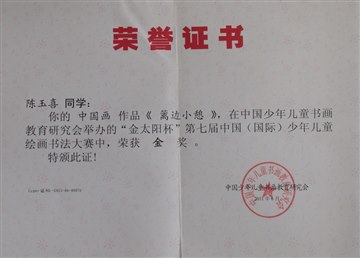 荣誉证书
陈玉喜 同学:
你的 中国画 作品《 篱边小憩 》,在中国少年儿童书画
教育研究会举办的“金太阳杯”第七届中国(国际)少年儿童
绘画书法大赛中,荣获 金 奖 。
特颁此证!
中国少年儿童书画教育研究会